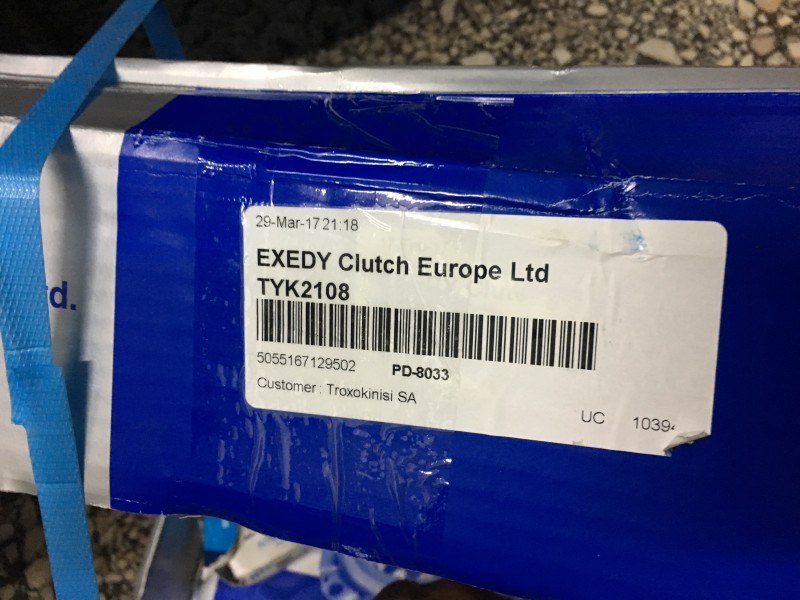 29-Mar-17 21:18
EXEDY Clutch Europe Ltd
TYK2108
5055167129502 PD-8033
Customer : Troxokinisi SA
UC
d.